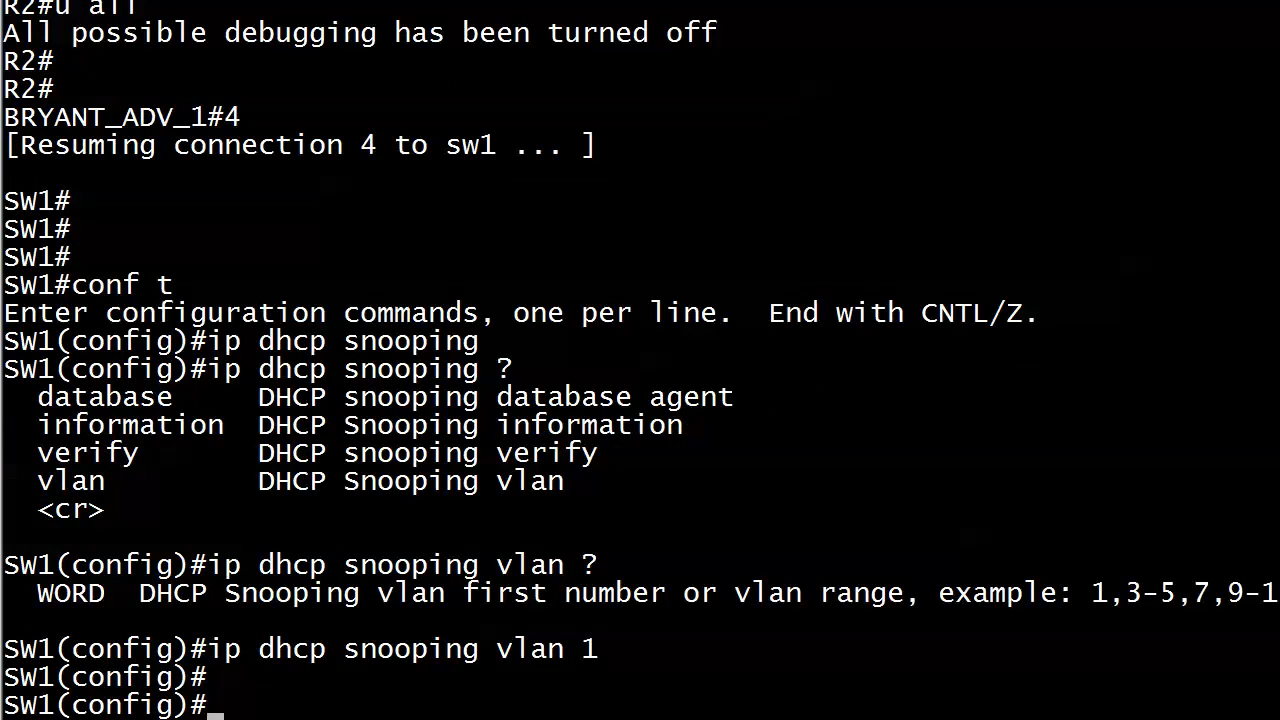 R2#u all
All possible debugging has been turned off
R2#
R2#
BRYANT_ADV_1#4
[Resuming connection 4 to sw1 ... ]
SW1#
SW1#
SW1#
SW1#conf t
Enter configuration commands, one per line.  End with CNTL/Z.
SW1(config)#ip dhcp snooping
SW1(config)#ip dhcp snooping ?
  database     DHCP snooping database agent
  information  DHCP Snooping information
  verify       DHCP snooping verify
  vlan         DHCP Snooping vlan
  <cr>
SW1(config)#ip dhcp snooping vlan ?
  WORD  DHCP Snooping vlan first number or vlan range, example: 1,3-5,7,9-1
SW1(config)#ip dhcp snooping vlan 1
SW1(config)#
SW1(config)#